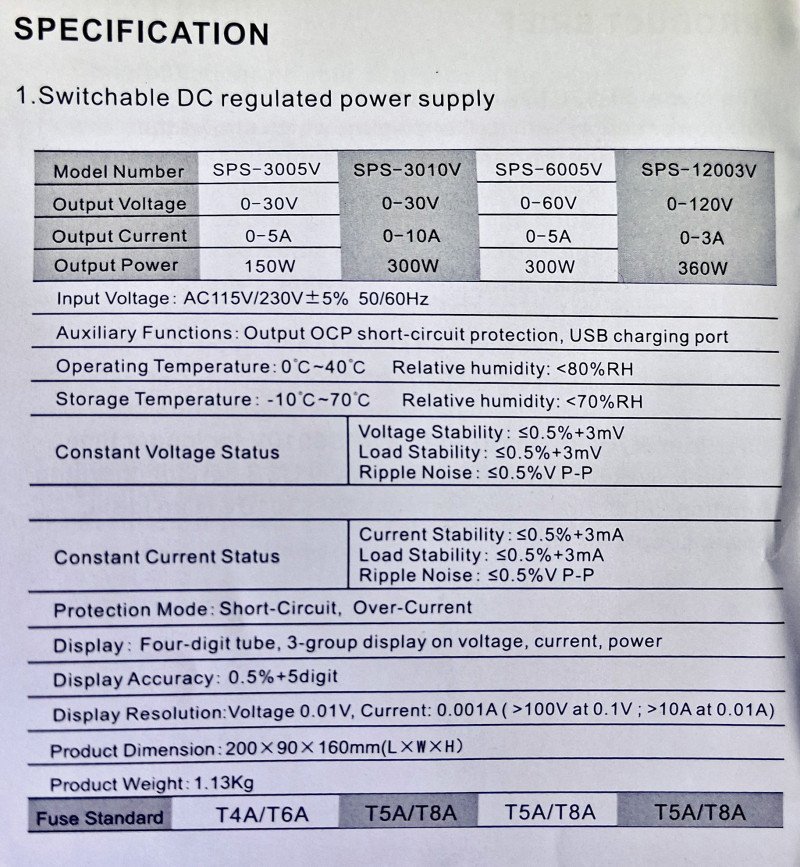 SPECIFICATION
1.Switchable DC regulated power supply
Model Number SPS-3005V SPS-3010V SPS-6005V SPS-12003V
Output Voltage 0-30V 0-30V 0-60V 0-120V
Output Current 0-5A 0-10A 0-5A 0-3A
Output Power 150W 300W 300W 360W
Input Voltage: AC115V/230V±5% 50/60Hz
Auxiliary Functions: Output OCP short-circuit protection, USB charging port
Operating Temperature: 0℃~40℃ Relative humidity: <80%RH
Storage Temperature: -10℃~70℃ Relative humidity: <70%RH
Constant Voltage Status
Voltage Stability: ≤0.5%+3mV
Load Stability: ≤0.5%+3mV
Ripple Noise: ≤0.5%V P-P
Constant Current Status
Current Stability: ≤0.5%+3mA
Load Stability: ≤0.5%+3mA
Ripple Noise: ≤0.5%V P-P
Protection Mode: Short-Circuit, Over-Current
Display: Four-digit tube, 3-group display on voltage, current, power
Display Accuracy: 0.5%+5digit
Display Resolution:Voltage 0.01V, Current: 0.001A ( >100V at 0.1V ; >10A at 0.01A)
Product Dimension: 200×90×160mm(L×W×H)
Product Weight: 1.13Kg
Fuse Standard T4A/T6A T5A/T8A T5A/T8A T5A/T8A